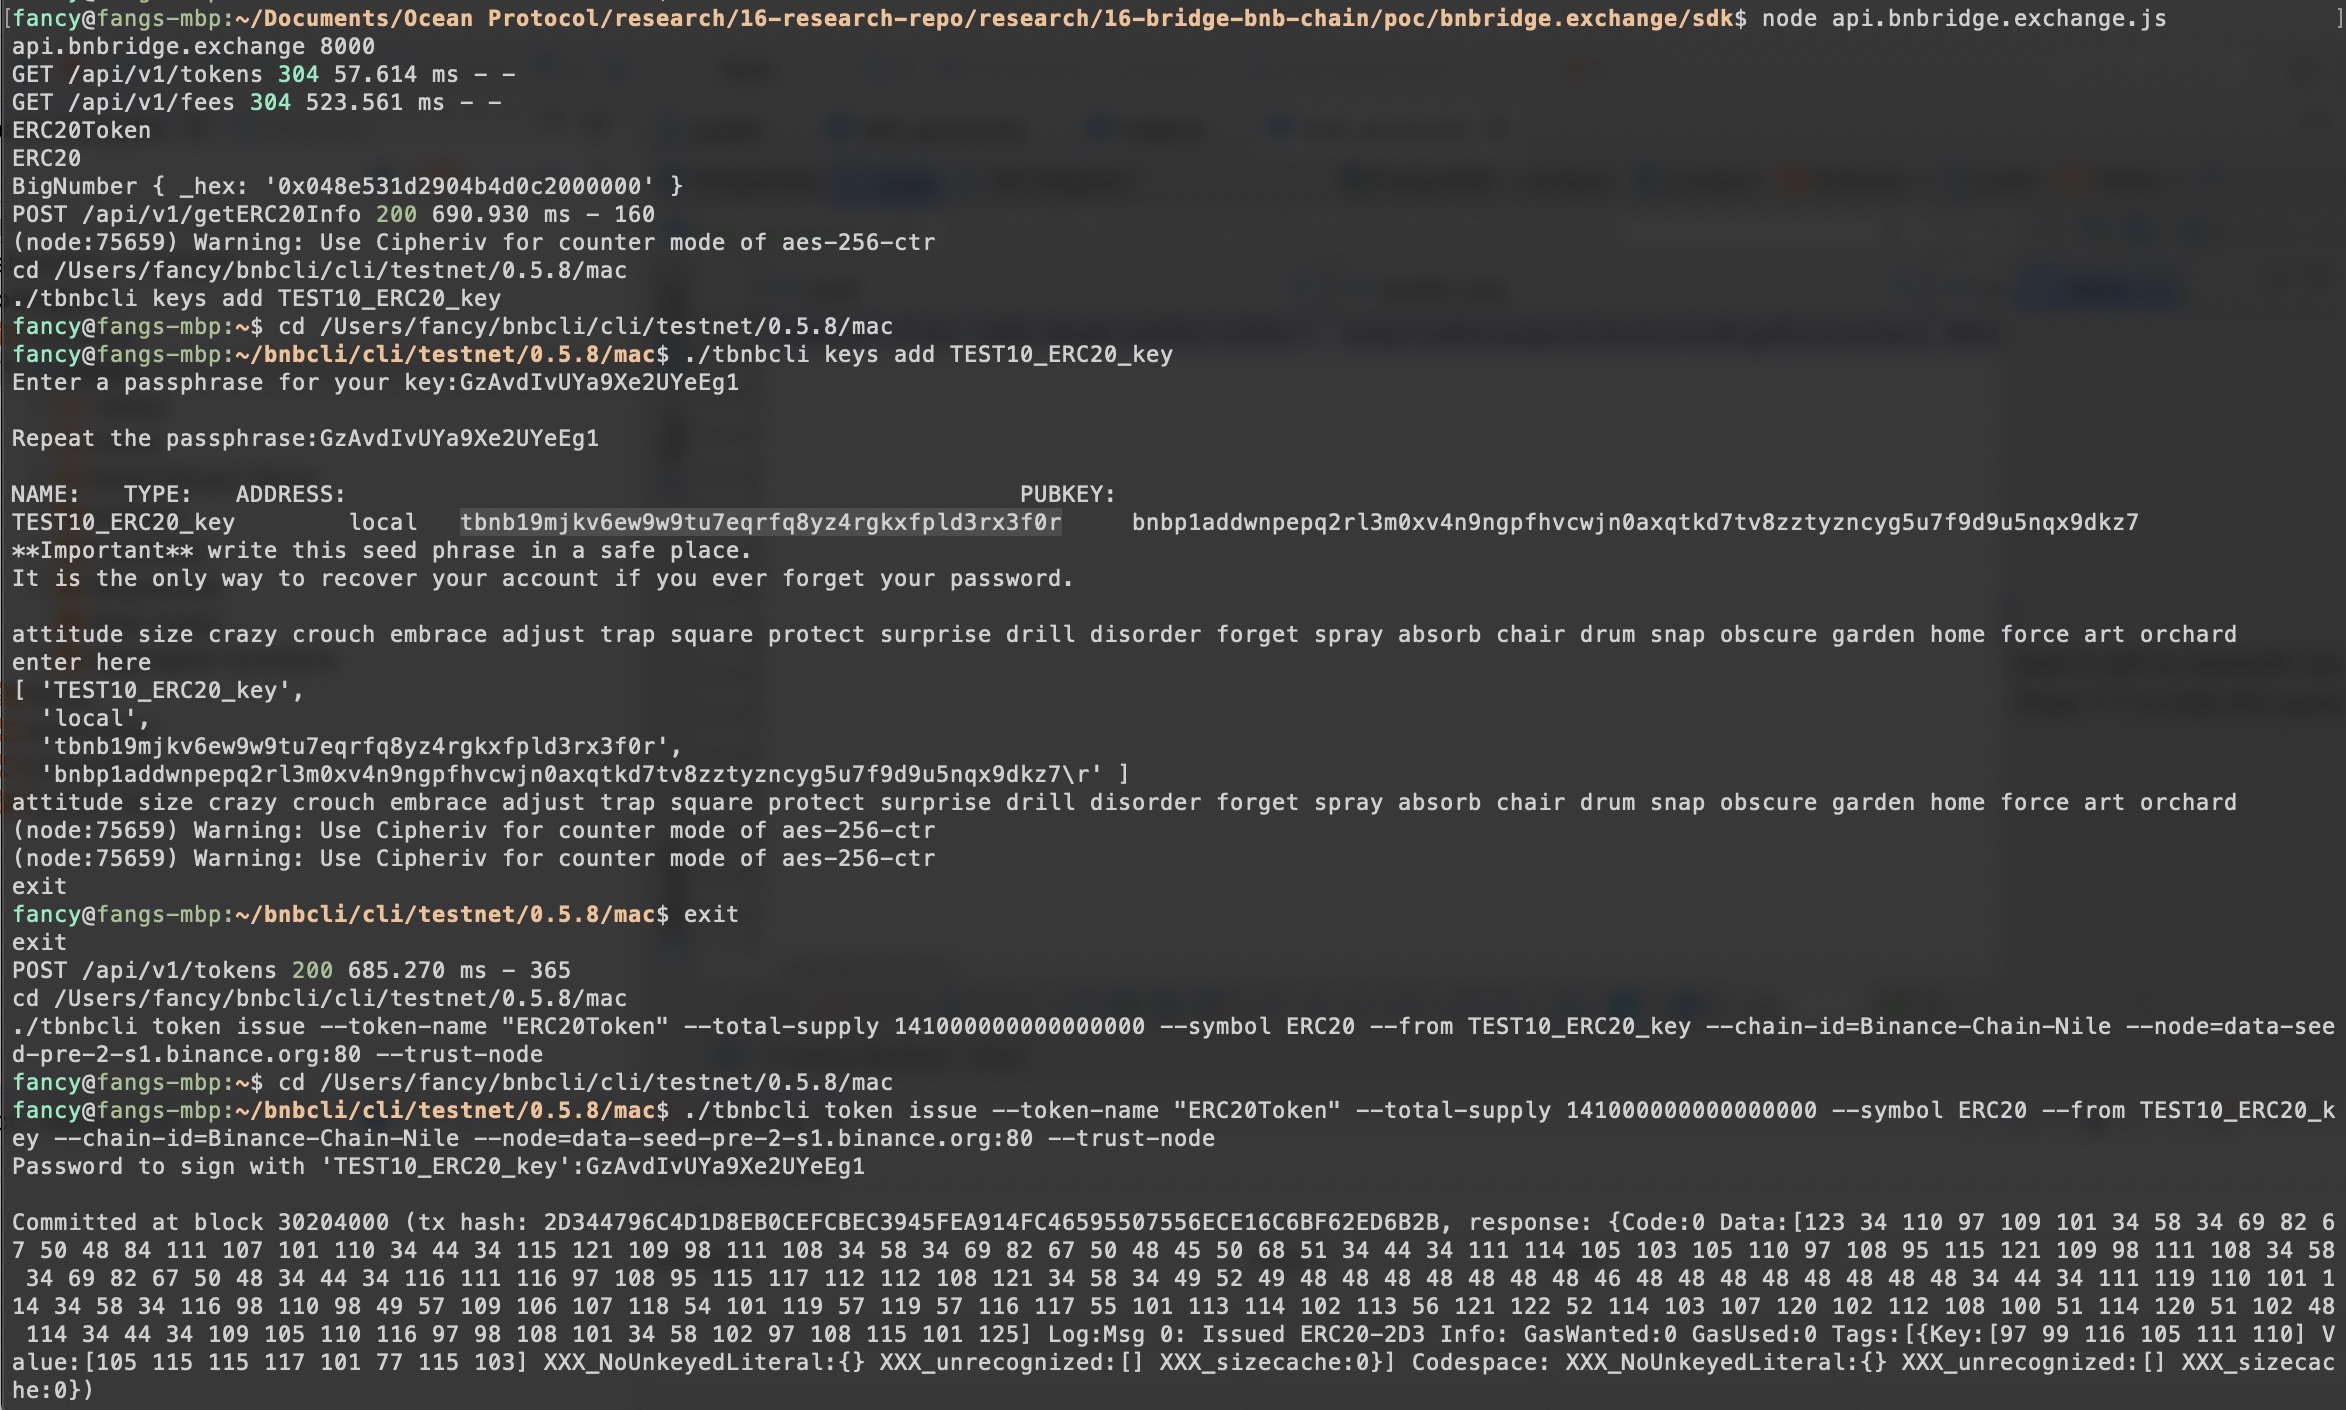 [fancy@fangs-mbp:~/Documents/Ocean Protocol/research/16-research-repo/research/16-bridge-bnb-chain/poc/bnbridge.exchange/sdk$ node api.bnbridge.exchange.js ]
api.bnbridge.exchange 8000
GET /api/v1/tokens 304 57.614 ms - -
GET /api/v1/fees 304 523.561 ms - -
ERC20Token
ERC20
BigNumber { _hex: '0x048e531d2904b4d0c2000000' }
POST /api/v1/getERC20Info 200 690.930 ms - 160
(node:75659) Warning: Use Cipheriv for counter mode of aes-256-ctr
cd /Users/fancy/bnbcli/cli/testnet/0.5.8/mac
./tbnbcli keys add TEST10_ERC20_key
fancy@fangs-mbp:~$ cd /Users/fancy/bnbcli/cli/testnet/0.5.8/mac
fancy@fangs-mbp:~/bnbcli/cli/testnet/0.5.8/mac$ ./tbnbcli keys add TEST10_ERC20_key
Enter a passphrase for your key:GzAvdIvUYa9Xe2UYeEg1
Repeat the passphrase:GzAvdIvUYa9Xe2UYeEg1
NAME: TYPE: ADDRESS: PUBKEY:
TEST10_ERC20_key local tbnb19mjkv6ew9w9tu7eqrfq8yz4rgkxfpld3rx3f0r bnbp1addwnpepq2rl3m0xv4n9ngpfhvcwjn0axqtkd7tv8zztyzncyg5u7f9d9u5nqx9dkz7
**Important** write this seed phrase in a safe place.
It is the only way to recover your account if you ever forget your password.
attitude size crazy crouch embrace adjust trap square protect surprise drill disorder forget spray absorb chair drum snap obscure garden home force art orchard
enter here
[ 'TEST10_ERC20_key',
'local',
'tbnb19mjkv6ew9w9tu7eqrfq8yz4rgkxfpld3rx3f0r',
'bnbp1addwnpepq2rl3m0xv4n9ngpfhvcwjn0axqtkd7tv8zztyzncyg5u7f9d9u5nqx9dkz7\r' ]
attitude size crazy crouch embrace adjust trap square protect surprise drill disorder forget spray absorb chair drum snap obscure garden home force art orchard
(node:75659) Warning: Use Cipheriv for counter mode of aes-256-ctr
(node:75659) Warning: Use Cipheriv for counter mode of aes-256-ctr
exit
fancy@fangs-mbp:~/bnbcli/cli/testnet/0.5.8/mac$ exit
exit
POST /api/v1/tokens 200 685.270 ms - 365
cd /Users/fancy/bnbcli/cli/testnet/0.5.8/mac
./tbnbcli token issue --token-name "ERC20Token" --total-supply 141000000000000000 --symbol ERC20 --from TEST10_ERC20_key --chain-id=Binance-Chain-Nile --node=data-see
d-pre-2-s1.binance.org:80 --trust-node
fancy@fangs-mbp:~$ cd /Users/fancy/bnbcli/cli/testnet/0.5.8/mac
fancy@fangs-mbp:~/bnbcli/cli/testnet/0.5.8/mac$ ./tbnbcli token issue --token-name "ERC20Token" --total-supply 141000000000000000 --symbol ERC20 --from TEST10_ERC20_k
ey --chain-id=Binance-Chain-Nile --node=data-seed-pre-2-s1.binance.org:80 --trust-node
Password to sign with 'TEST10_ERC20_key':GzAvdIvUYa9Xe2UYeEg1
Committed at block 30204000 (tx hash: 2D344796C4D1D8EB0CEFCBEC3945FEA914FC46595507556ECE16C6BF62ED6B2B, response: {Code:0 Data:[123 34 110 97 109 101 34 58 34 69 82 6
7 50 48 84 111 107 101 110 34 44 34 115 121 109 98 111 108 34 58 34 69 82 67 50 48 45 50 68 51 34 44 34 111 114 105 103 105 110 97 108 95 115 121 109 98 111 108 34 58
34 69 82 67 50 48 34 44 34 116 111 116 97 108 95 115 117 112 112 108 121 34 58 34 49 52 49 48 48 48 48 48 48 48 46 48 48 48 48 48 48 48 48 34 44 34 111 119 110 101 1
14 34 58 34 116 98 110 98 49 57 109 106 107 118 54 101 119 57 119 57 116 117 55 101 113 114 102 113 56 121 122 52 114 103 107 120 102 112 108 100 51 114 120 51 102 48
114 34 44 34 109 105 110 116 97 98 108 101 34 58 102 97 108 115 101 125] Log:Msg 0: Issued ERC20-2D3 Info: GasWanted:0 GasUsed:0 Tags:[{Key:[97 99 116 105 111 110] V
alue:[105 115 115 117 101 77 115 103] XXX_NoUnkeyedLiteral:{} XXX_unrecognized:[] XXX_sizecache:0}] Codespace: XXX_NoUnkeyedLiteral:{} XXX_unrecognized:[] XXX_sizecac
he:0})